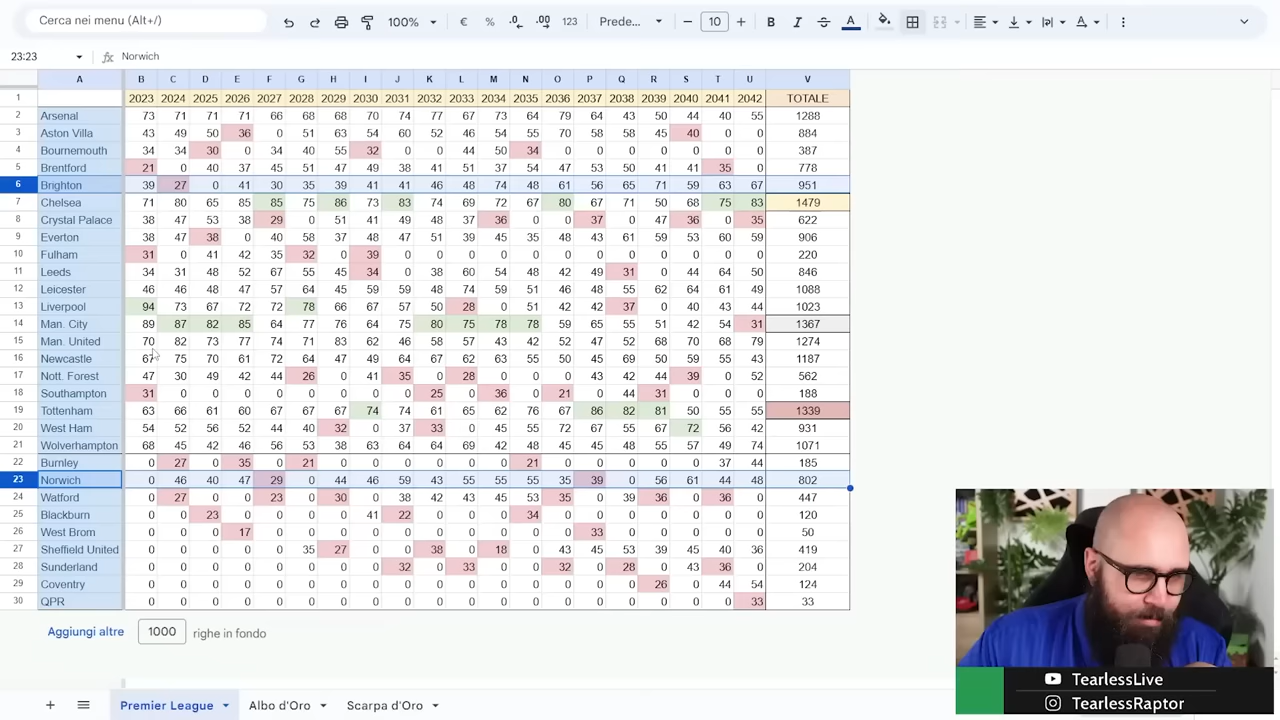 Cerca nei menu (Alt+/)
100%
€
%
.0
.00
123
Prede...
10
B
I
A
23:23
fx
Norwich
A B C D E F G H I J K L M N O P Q R S T U V
1 2023 2024 2025 2026 2027 2028 2029 2030 2031 2032 2033 2034 2035 2036 2037 2038 2039 2040 2041 2042 TOTALE
2 Arsenal 73 71 71 71 66 68 68 70 74 77 67 73 64 79 64 43 50 44 40 55 1288
3 Aston Villa 43 49 50 36 0 51 63 54 60 52 46 54 55 70 58 58 45 40 0 0 884
4 Bournemouth 34 34 30 0 34 40 55 32 0 0 44 50 34 0 0 0 0 0 0 0 387
5 Brentford 21 0 40 37 45 51 47 49 38 41 51 37 54 47 53 50 41 41 35 0 778
6 Brighton 39 27 0 41 30 35 39 41 41 46 48 74 48 61 56 65 71 59 63 67 951
7 Chelsea 71 80 65 85 85 75 86 73 83 74 69 72 67 80 67 71 50 68 75 83 1479
8 Crystal Palace 38 47 53 38 29 0 51 41 49 48 47 36 0 0 37 0 47 36 0 35 622
9 Everton 38 47 38 0 40 58 37 48 47 51 39 45 35 48 43 61 59 53 60 59 906
10 Fulham 31 0 41 42 35 32 0 39 0 0 0 0 0 0 0 0 0 0 0 0 220
11 Leeds 34 31 48 52 67 55 45 34 0 38 60 54 48 42 49 31 0 44 64 50 846
12 Leicester 46 46 48 47 57 64 45 59 59 48 74 48 45 48 55 62 64 61 49 1088
13 Liverpool 94 73 67 72 72 78 66 67 57 50 28 0 51 42 42 37 0 40 43 44 1023
14 Man. City 89 87 82 85 64 77 76 64 75 80 75 78 78 59 65 55 51 42 54 31 1367
15 Man. United 70 82 73 77 74 71 83 62 46 58 57 43 42 57 52 68 70 68 79 1274
16 Newcastle 67 75 70 61 72 64 47 49 64 67 62 63 55 50 45 69 50 59 55 43 1187
17 Nott. Forest 47 30 49 42 44 26 0 41 35 0 28 0 0 0 43 42 44 39 0 52 562
18 Southampton 31 0 0 0 0 0 0 0 0 25 0 36 0 21 0 44 31 0 0 0 188
19 Tottenham 63 66 61 60 67 67 67 74 74 61 65 62 76 67 86 82 81 50 55 55 1339
20 West Ham 54 52 56 52 44 40 32 0 37 33 0 45 55 72 67 55 67 72 56 42 931
21 Wolverhampton 68 45 42 46 56 53 38 63 64 64 69 42 48 45 45 48 55 57 49 74 1071
22 Burnley 0 27 0 35 0 21 0 0 0 0 0 0 21 0 0 0 0 0 37 44 185
23 Norwich 0 46 40 47 29 0 44 46 59 43 55 55 55 35 39 0 56 61 44 48 802
24 Watford 0 27 0 0 23 0 30 0 38 42 43 45 53 35 0 39 36 0 36 0 447
25 Blackburn 0 0 23 0 0 0 0 41 22 0 0 0 34 0 0 0 0 0 0 0 120
26 West Brom 0 0 0 17 0 0 0 0 0 0 0 0 0 0 33 0 0 0 0 0 50
27 Sheffield United 0 0 0 0 0 35 27 0 0 38 0 18 0 43 45 53 39 45 40 36 419
28 Sunderland 0 0 0 0 0 0 0 0 32 0 33 0 0 32 0 28 0 43 36 0 204
29 Coventry 0 0 0 0 0 0 0 0 0 0 0 0 0 0 0 0 26 0 44 54 124
30 QPR 0 0 0 0 0 0 0 0 0 0 0 0 0 0 0 0 0 0 0 33 33
Aggiungi altre 1000 righe in fondo
TearlessLive
TearlessRaptor
Premier League
Albo d'Oro
Scarpa d'Oro